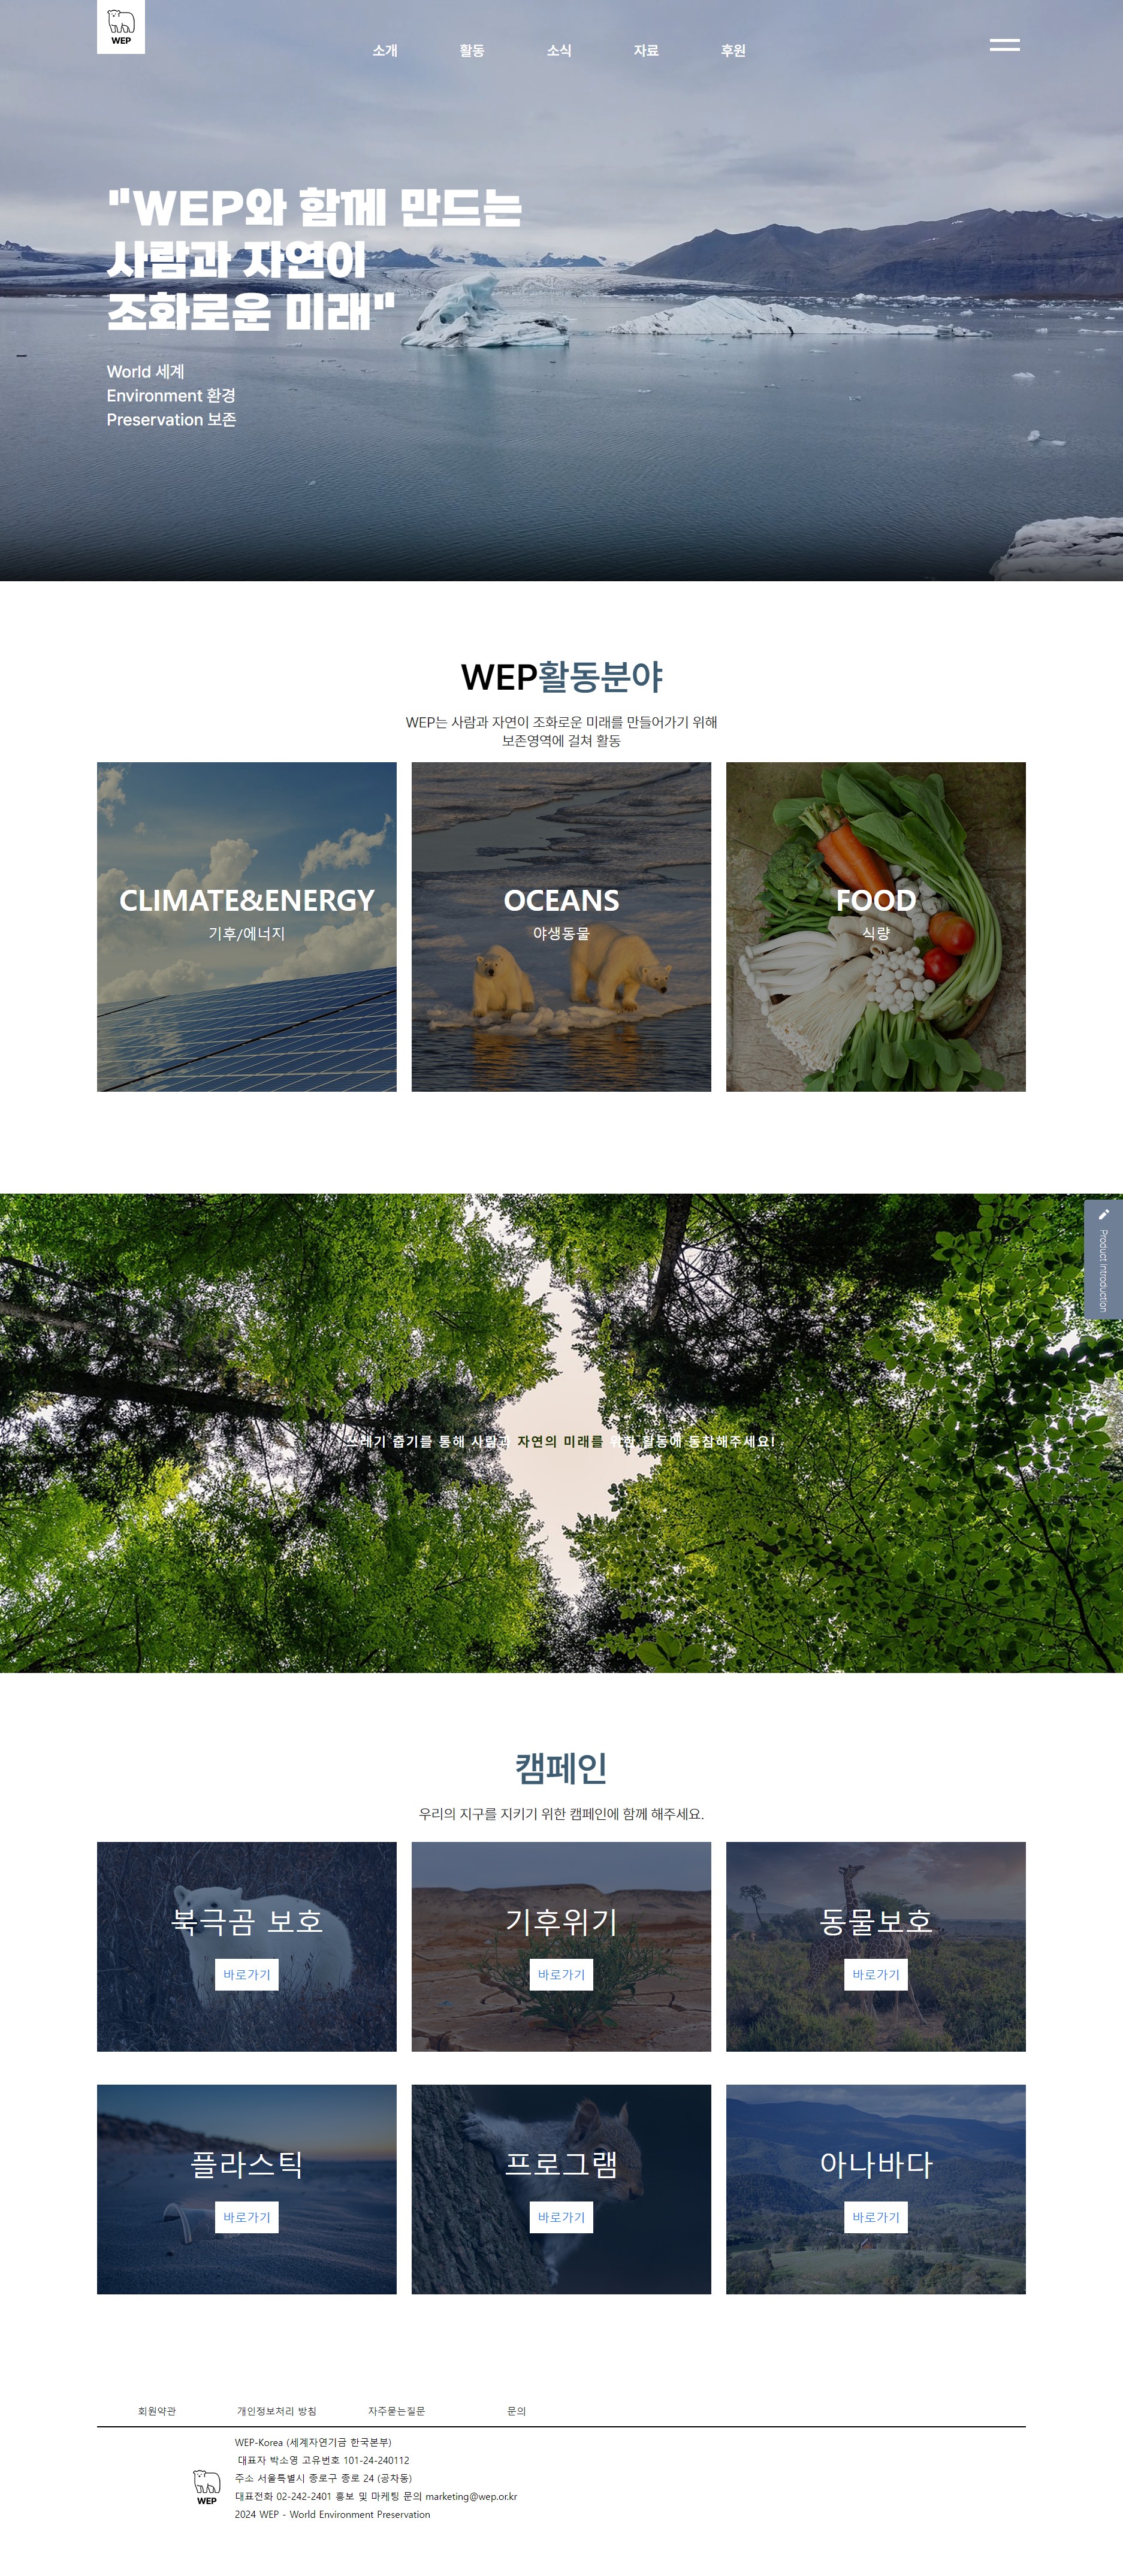 WEP
소개 활동 소식 자료 후원
"WEP와 함께 만드는
사람과 자연이
조화로운 미래"
World 세계
Environment 환경
Preservation 보존
WEP활동분야
WEP는 사람과 자연이 조화로운 미래를 만들어가기 위해
보존영역에 걸쳐 활동
CLIMATE&ENERGY
기후/에너지
OCEANS
야생동물
FOOD
식량
Product introduction
쓰레기 줍기를 통해 사람과 자연의 미래를 위한 활동에 동참해주세요!
캠페인
우리의 지구를 지키기 위한 캠페인에 함께 해주세요.
북극곰 보호
바로가기
기후위기
바로가기
동물보호
바로가기
플라스틱
바로가기
프로그램
바로가기
아나바다
바로가기
회원약관 개인정보처리 방침 자주묻는질문 문의
WEP
WEP-Korea (세계자연기금 한국본부)
대표자 박소영 고유번호 101-24-240112
주소 서울특별시 종로구 종로 24 (공차동)
대표전화 02-242-2401 홍보 및 마케팅 문의 marketing@wep.or.kr
2024 WEP - World Environment Preservation